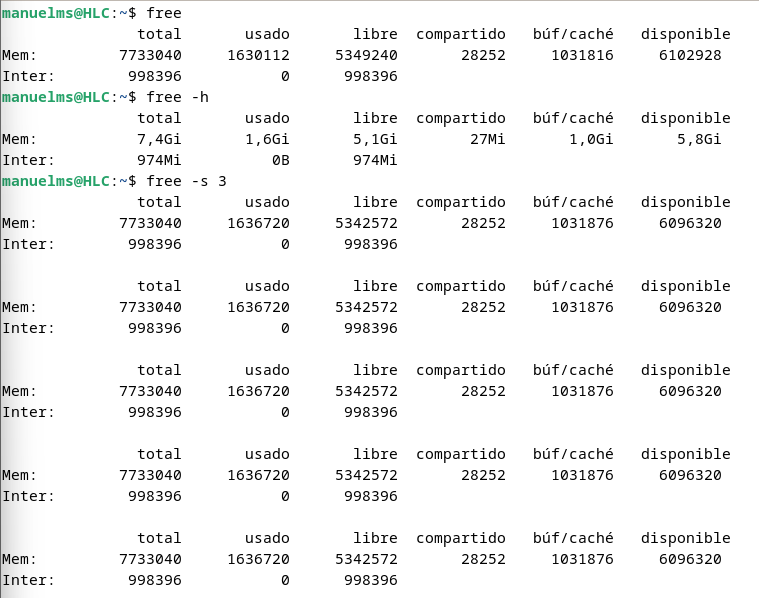 manuelms@HLC:~$ free
               total       usado       libre  compartido   búf/caché   disponible
Mem:         7733040     1630112     5349240       28252     1031816     6102928
Inter:        998396           0      998396
manuelms@HLC:~$ free -h
               total       usado       libre  compartido   búf/caché   disponible
Mem:           7,4Gi       1,6Gi       5,1Gi        27Mi       1,0Gi       5,8Gi
Inter:         974Mi          0B       974Mi
manuelms@HLC:~$ free -s 3
               total       usado       libre  compartido   búf/caché   disponible
Mem:         7733040     1636720     5342572       28252     1031876     6096320
Inter:        998396           0      998396

               total       usado       libre  compartido   búf/caché   disponible
Mem:         7733040     1636720     5342572       28252     1031876     6096320
Inter:        998396           0      998396

               total       usado       libre  compartido   búf/caché   disponible
Mem:         7733040     1636720     5342572       28252     1031876     6096320
Inter:        998396           0      998396

               total       usado       libre  compartido   búf/caché   disponible
Mem:         7733040     1636720     5342572       28252     1031876     6096320
Inter:        998396           0      998396

               total       usado       libre  compartido   búf/caché   disponible
Mem:         7733040     1636720     5342572       28252     1031876     6096320
Inter:        998396           0      998396